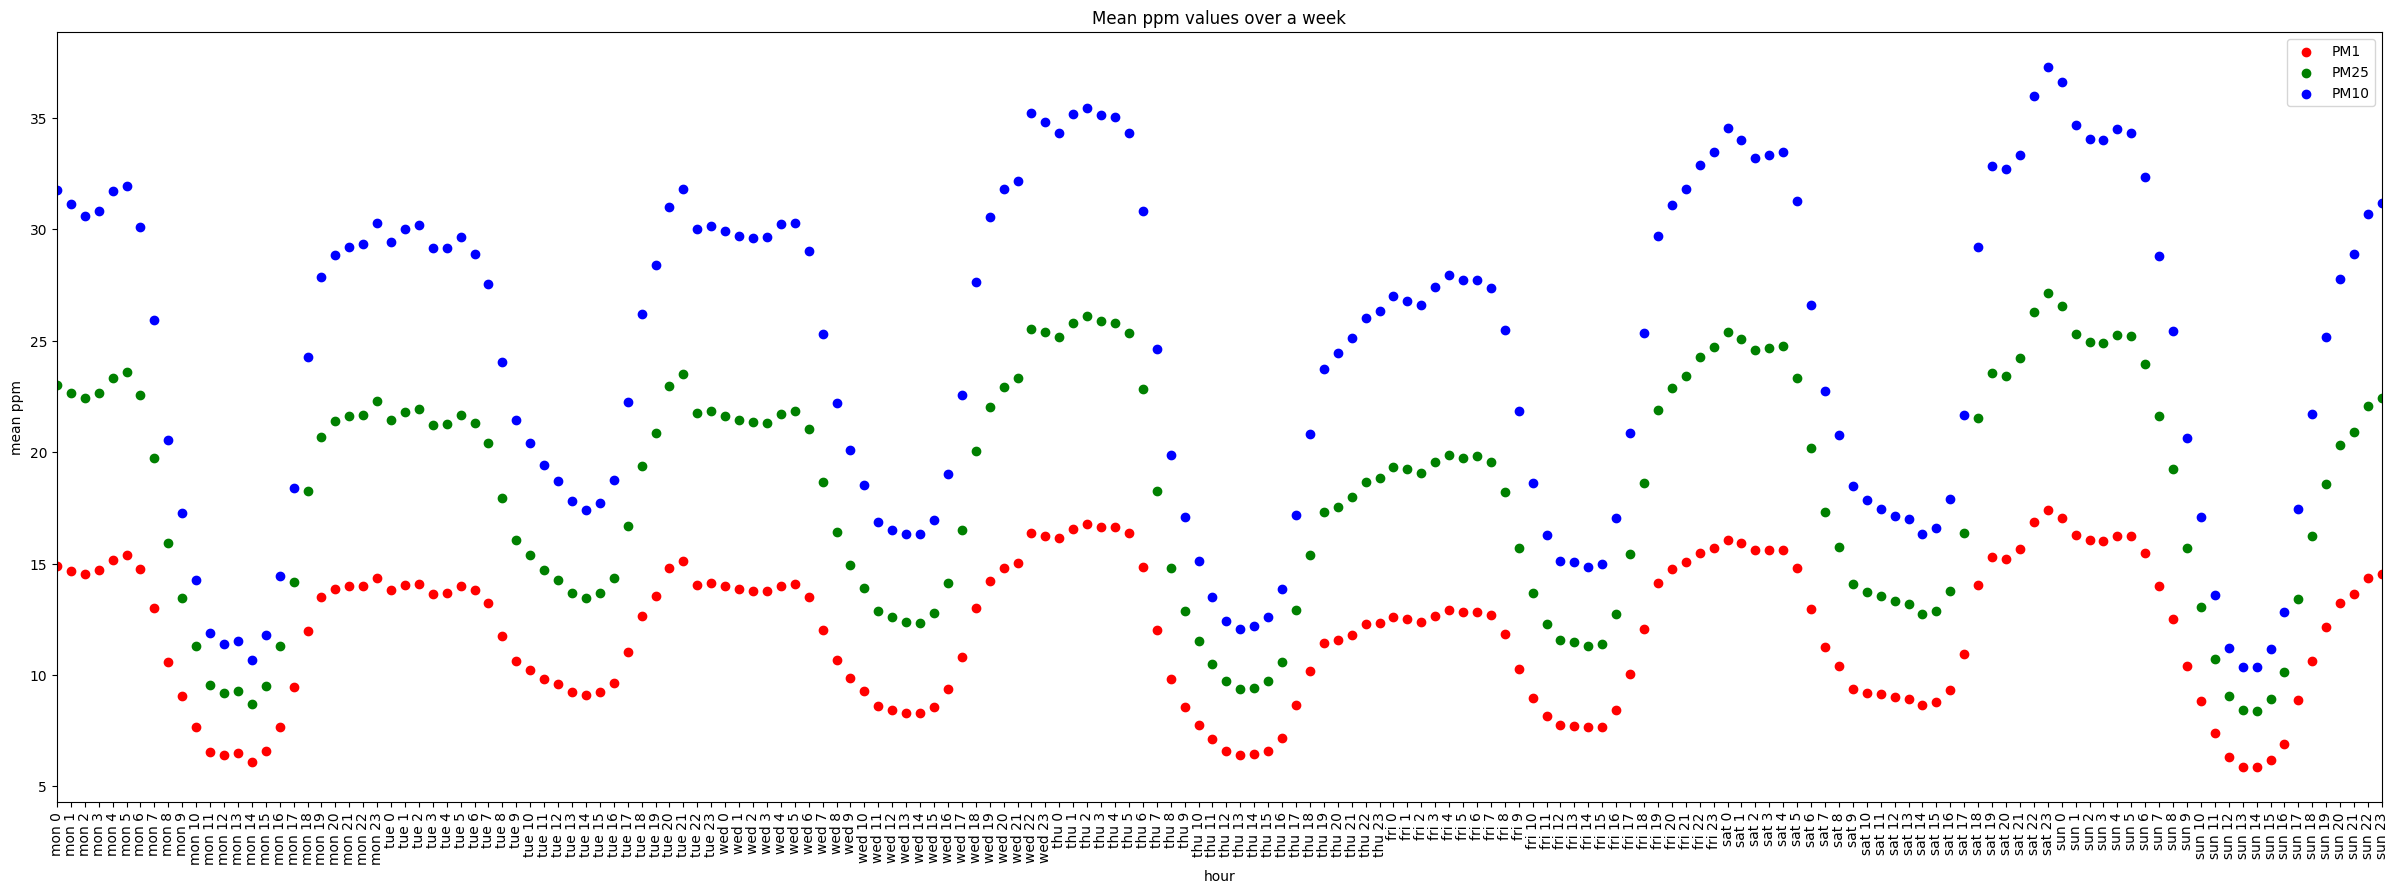 Mean ppm values over a week
PM1
PM25
PM10
mean ppm
35
30
25
20
15
10
5
mon 0
mon 1
mon 2
mon 3
mon 4
mon 5
mon 6
mon 7
mon 8
mon 9
mon 10
mon 11
mon 12
mon 13
mon 14
mon 15
mon 16
mon 17
mon 18
mon 19
mon 20
mon 21
mon 22
mon 23
tue 0
tue 1
tue 2
tue 3
tue 4
tue 5
tue 6
tue 7
tue 8
tue 9
tue 10
tue 11
tue 12
tue 13
tue 14
tue 15
tue 16
tue 17
tue 18
tue 19
tue 20
tue 21
tue 22
tue 23
wed 0
wed 1
wed 2
wed 3
wed 4
wed 5
wed 6
wed 7
wed 8
wed 9
wed 10
wed 11
wed 12
wed 13
wed 14
wed 15
wed 16
wed 17
wed 18
wed 19
wed 20
wed 21
wed 22
wed 23
thu 0
thu 1
thu 2
thu 3
thu 4
thu 5
thu 6
thu 7
thu 8
thu 9
thu 10
thu 11
thu 12
thu 13
thu 14
thu 15
thu 16
thu 17
thu 18
thu 19
thu 20
thu 21
thu 22
thu 23
fri 0
fri 1
fri 2
fri 3
fri 4
fri 5
fri 6
fri 7
fri 8
fri 9
fri 10
fri 11
fri 12
fri 13
fri 14
fri 15
fri 16
fri 17
fri 18
fri 19
fri 20
fri 21
fri 22
fri 23
sat 0
sat 1
sat 2
sat 3
sat 4
sat 5
sat 6
sat 7
sat 8
sat 9
sat 10
sat 11
sat 12
sat 13
sat 14
sat 15
sat 16
sat 17
sat 18
sat 19
sat 20
sat 21
sat 22
sat 23
sun 0
sun 1
sun 2
sun 3
sun 4
sun 5
sun 6
sun 7
sun 8
sun 9
sun 10
sun 11
sun 12
sun 13
sun 14
sun 15
sun 16
sun 17
sun 18
sun 19
sun 20
sun 21
sun 22
sun 23
hour